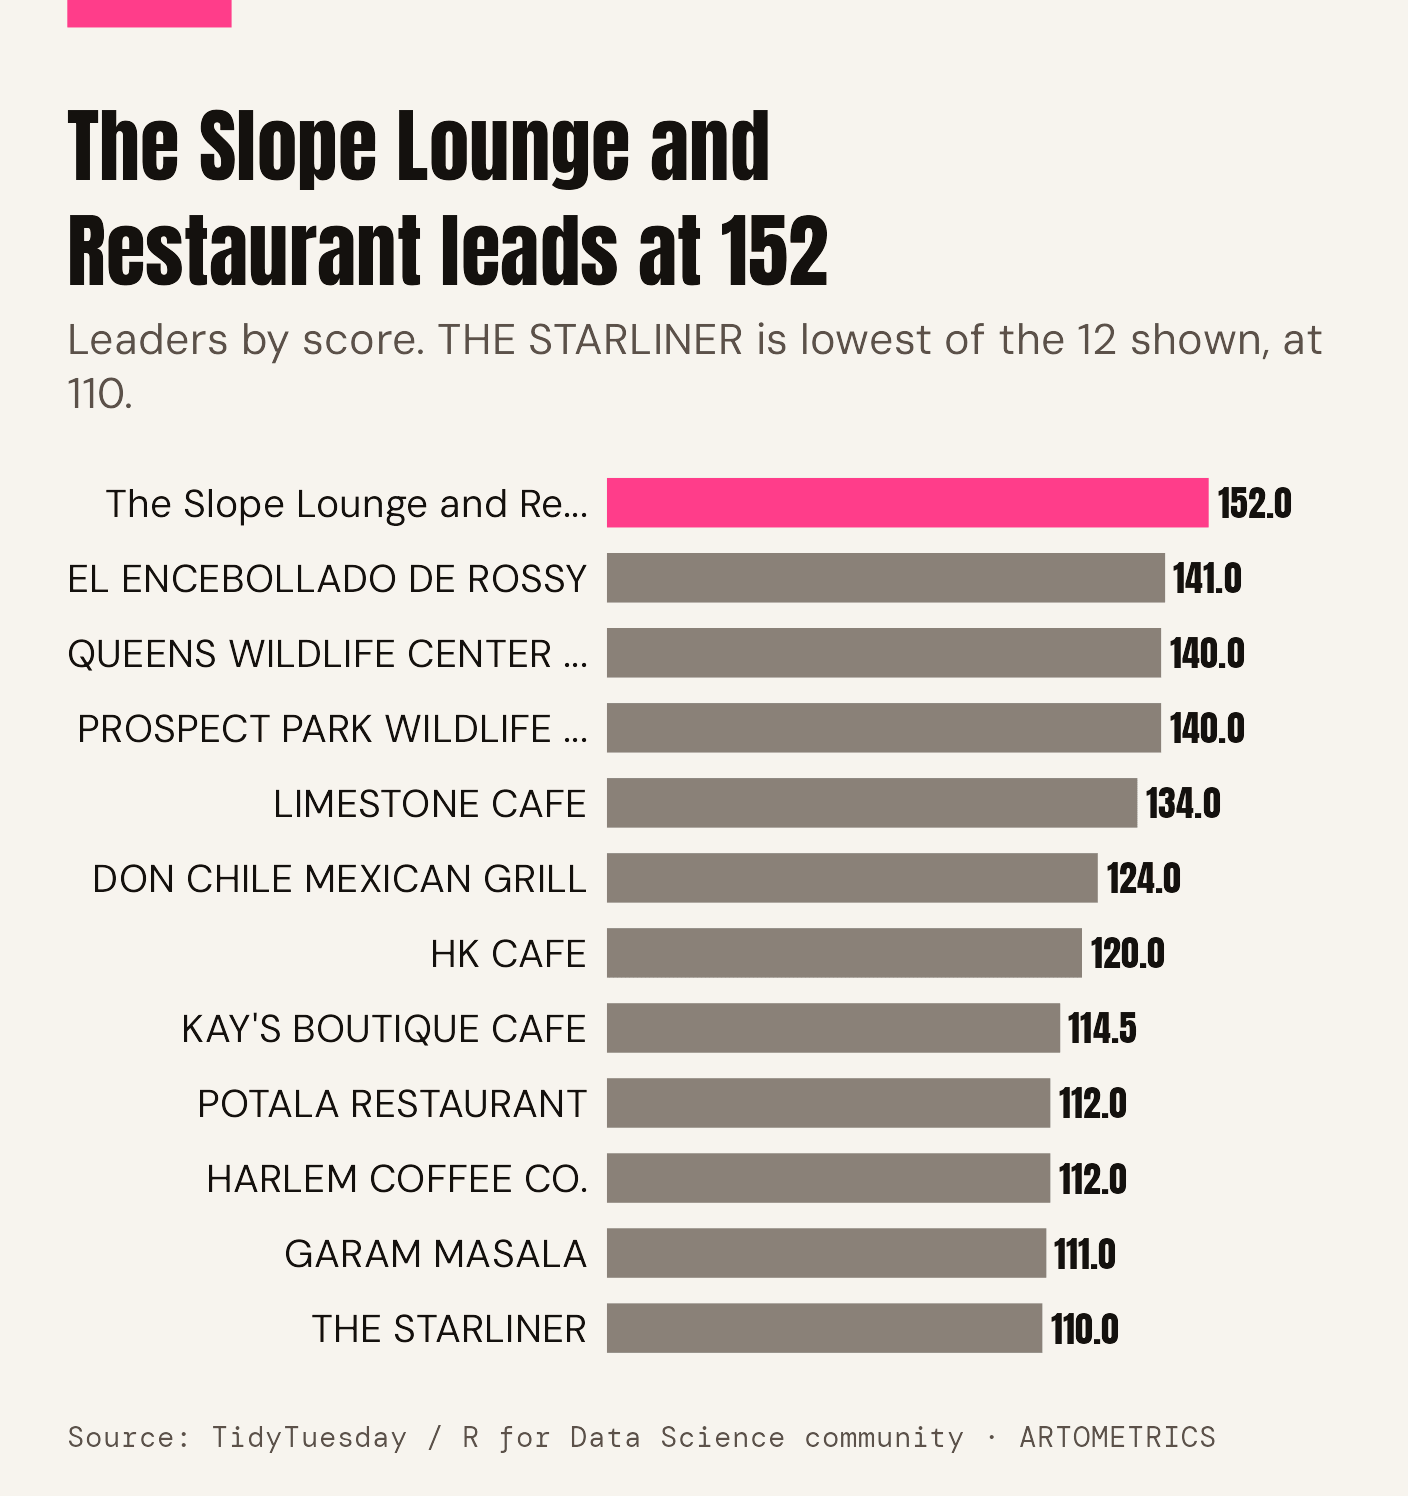 The Slope Lounge and
Restaurant leads at 152
Leaders by score. THE STARLINER is lowest of the 12 shown, at
110.
The Slope Lounge and Re... 152.0
EL ENCEBOLLADO DE ROSSY 141.0
QUEENS WILDLIFE CENTER ... 140.0
PROSPECT PARK WILDLIFE ... 140.0
LIMESTONE CAFE 134.0
DON CHILE MEXICAN GRILL 124.0
HK CAFE 120.0
KAY'S BOUTIQUE CAFE 114.5
POTALA RESTAURANT 112.0
HARLEM COFFEE CO. 112.0
GARAM MASALA 111.0
THE STARLINER 110.0
Source: TidyTuesday / R for Data Science community · ARTOMETRICS